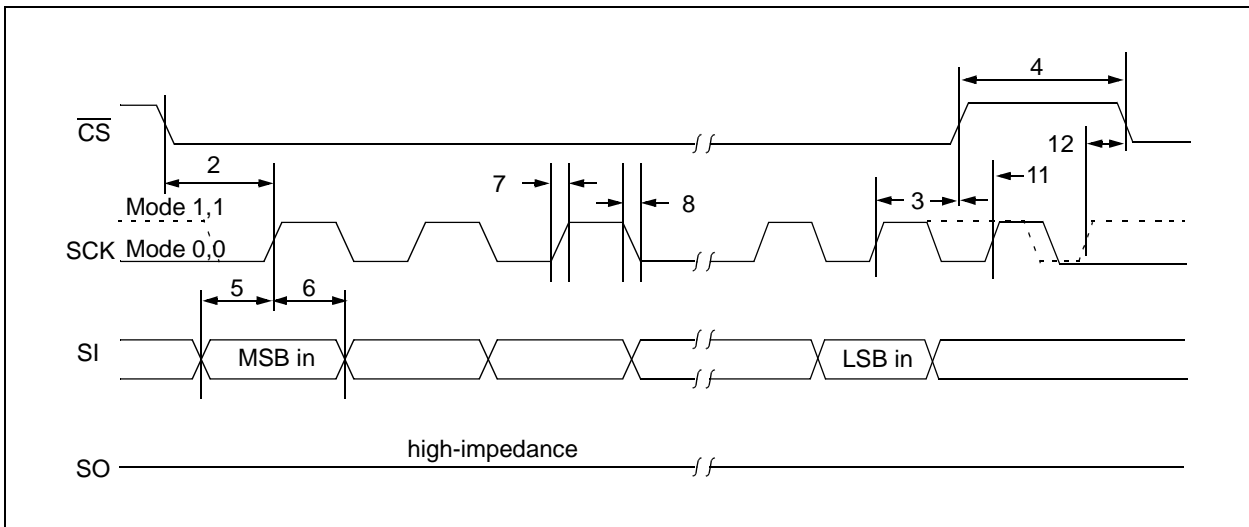 4
CS
12
2
7
8
3
11
Mode 1,1
SCK Mode 0,0
5 6
SI MSB in LSB in
high-impedance
SO